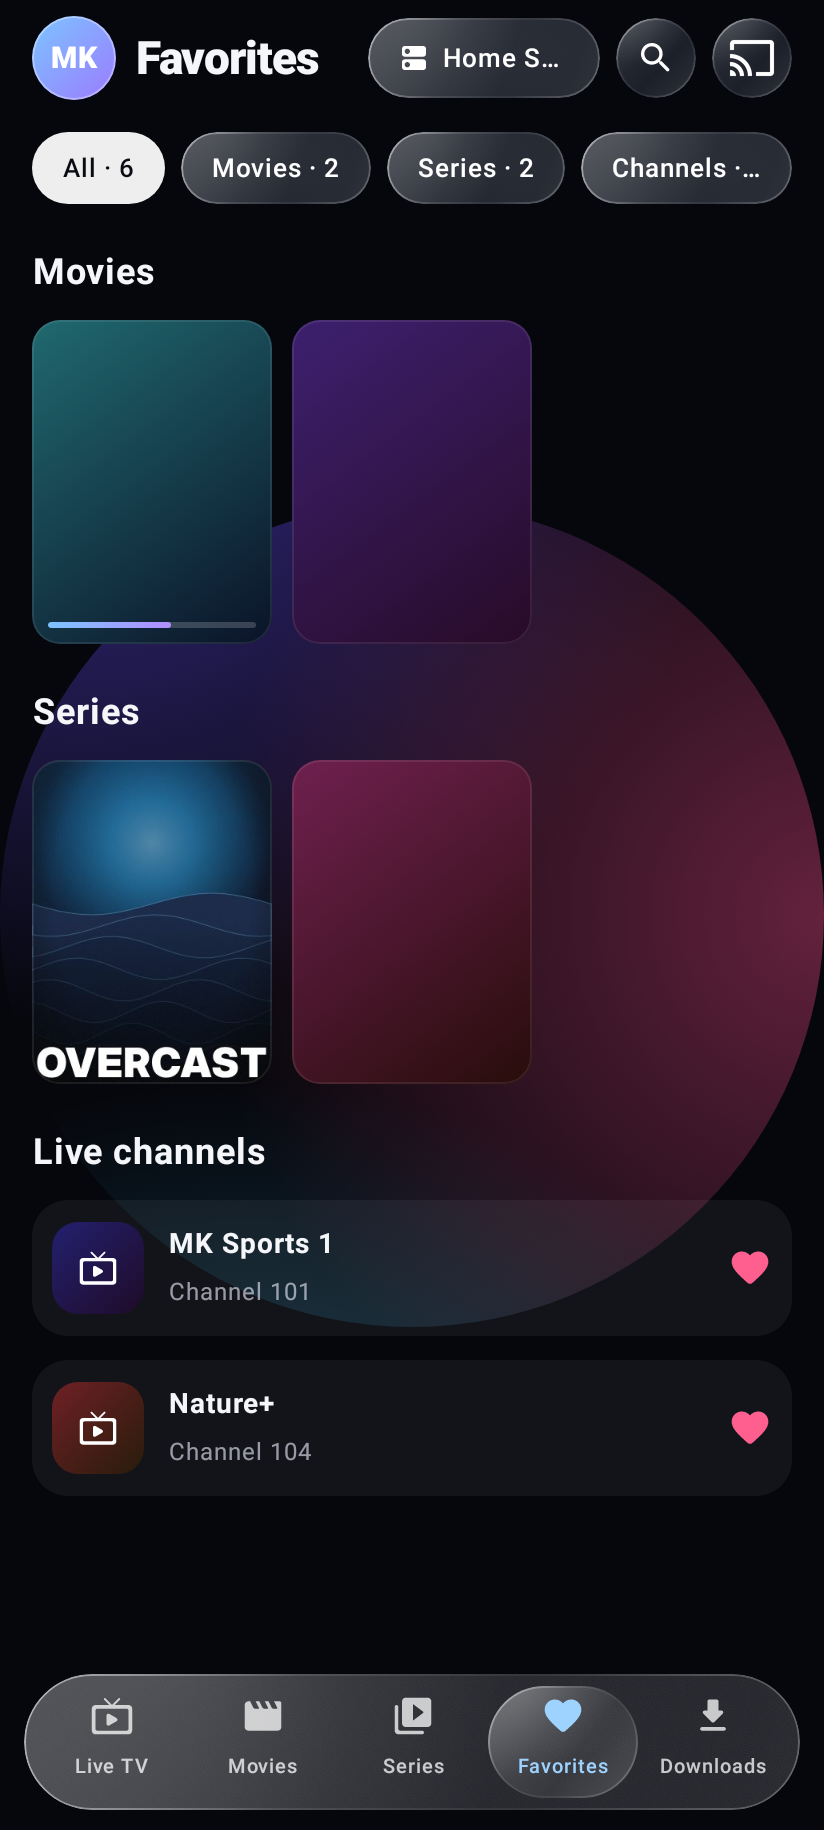 MK
Favorites
Home S...
All · 6
Movies · 2
Series · 2
Channels ·...
Movies
Series
OVERCAST
Live channels
MK Sports 1
Channel 101
Nature+
Channel 104
Live TV
Movies
Series
Favorites
Downloads